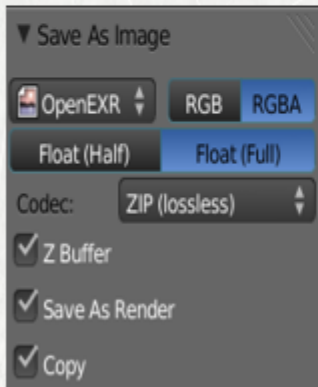 Save As Image
OpenEXR RGB RGBA
Float (Half) Float (Full)
Codec: ZIP (lossless)
Z Buffer
Save As Render
Copy